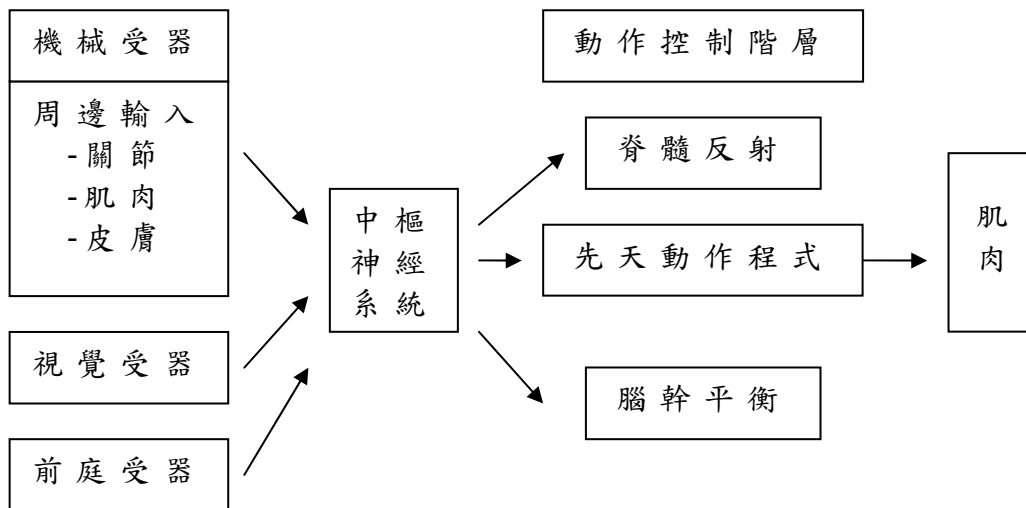 機械受器
周邊輸入
-關節
-肌肉
-皮膚
視覺受器
前庭受器
中樞
神經
系統
動作控制階層
脊髓反射
先天動作程式
腦幹平衡
肌
肉